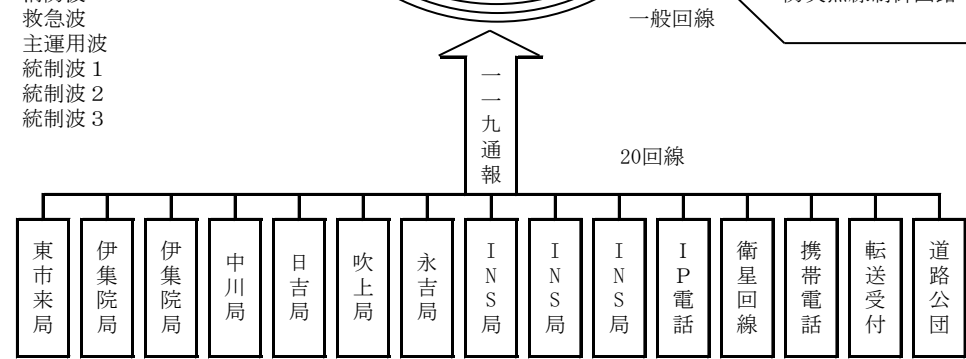 救急波
主運用波
統制波1
統制波2
統制波3
一般回線
一一九通報
20回線
東市来局
伊集院局
伊集院局
中川局
日吉局
吹上局
永吉局
INS局
INS局
INS局
IP電話
衛星回線
携帯電話
転送受付
道路公団